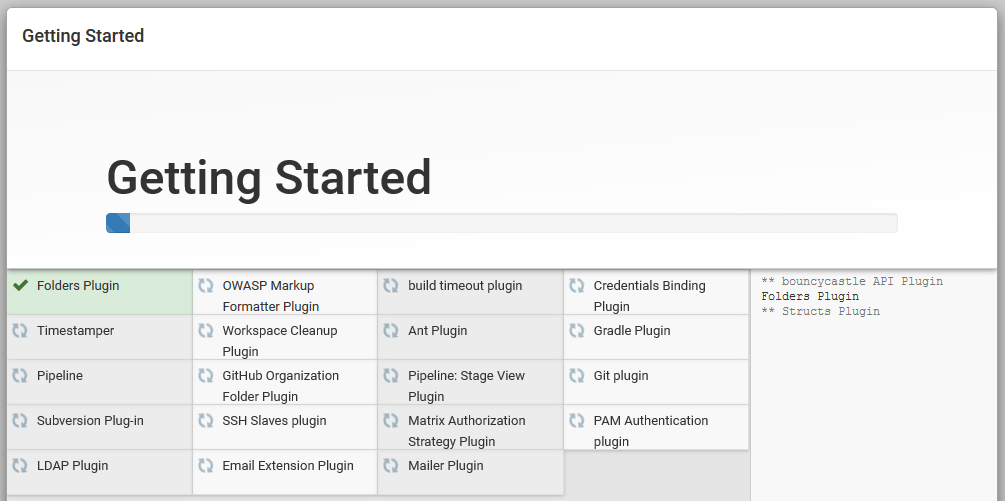 Getting Started
Getting Started
Folders Plugin
OWASP Markup
Formatter Plugin
build timeout plugin
Credentials Binding
Plugin
Timestamper
Workspace Cleanup
Plugin
Ant Plugin
Gradle Plugin
Pipeline
GitHub Organization
Folder Plugin
Pipeline: Stage View
Plugin
Git plugin
Subversion Plug-in
SSH Slaves plugin
Matrix Authorization
Strategy Plugin
PAM Authentication
plugin
LDAP Plugin
Email Extension Plugin
Mailer Plugin
** bouncycastle API Plugin
Folders Plugin
** Structs Plugin